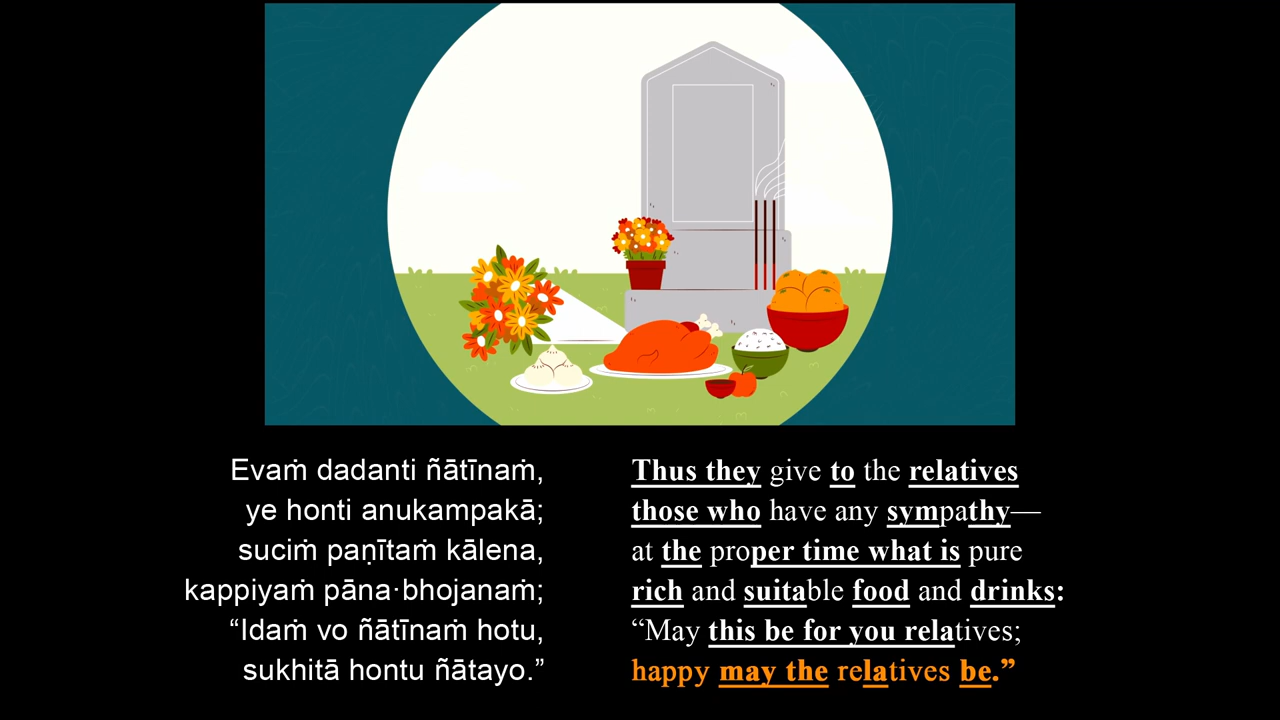 Evaṁ dadanti ñātīnaṁ,
ye honti anukampakā;
suciṁ paṇītaṁ kālena,
kappiyaṁ pāna·bhojanaṁ;
“Idaṁ vo ñātīnaṁ hotu,
sukhitā hontu ñātayo.”
Thus they give to the relatives
those who have any sympathy—
at the proper time what is pure
rich and suitable food and drinks:
“May this be for you relatives;
happy may the relatives be.”